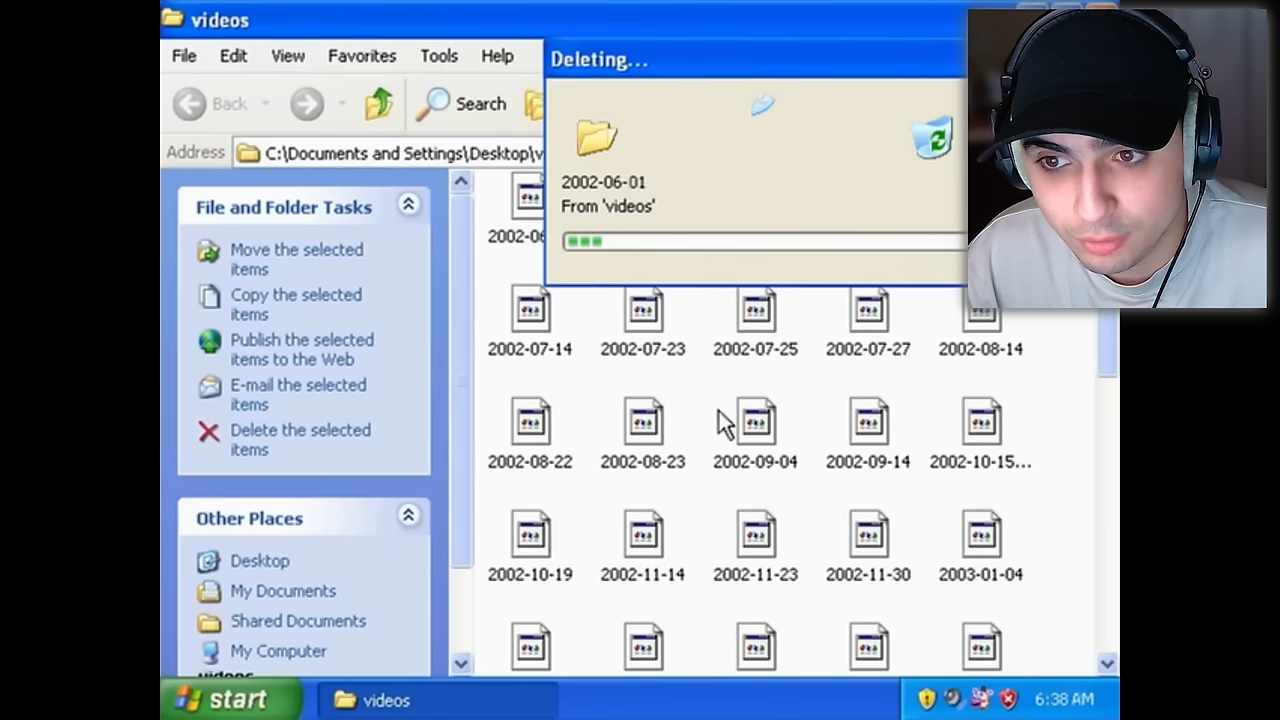 videos
File Edit View Favorites Tools Help
Back Search
Address C:\Documents and Settings\Desktop\v
Deleting...
2002-06-01
From 'videos'
File and Folder Tasks
Move the selected
items
Copy the selected
items
Publish the selected
items to the Web
E-mail the selected
items
Delete the selected
items
Other Places
Desktop
My Documents
Shared Documents
My Computer
2002-06
2002-07-14 2002-07-23 2002-07-25 2002-07-27 2002-08-14
2002-08-22 2002-08-23 2002-09-04 2002-09-14 2002-10-15...
2002-10-19 2002-11-14 2002-11-23 2002-11-30 2003-01-04
start videos 6:38 AM